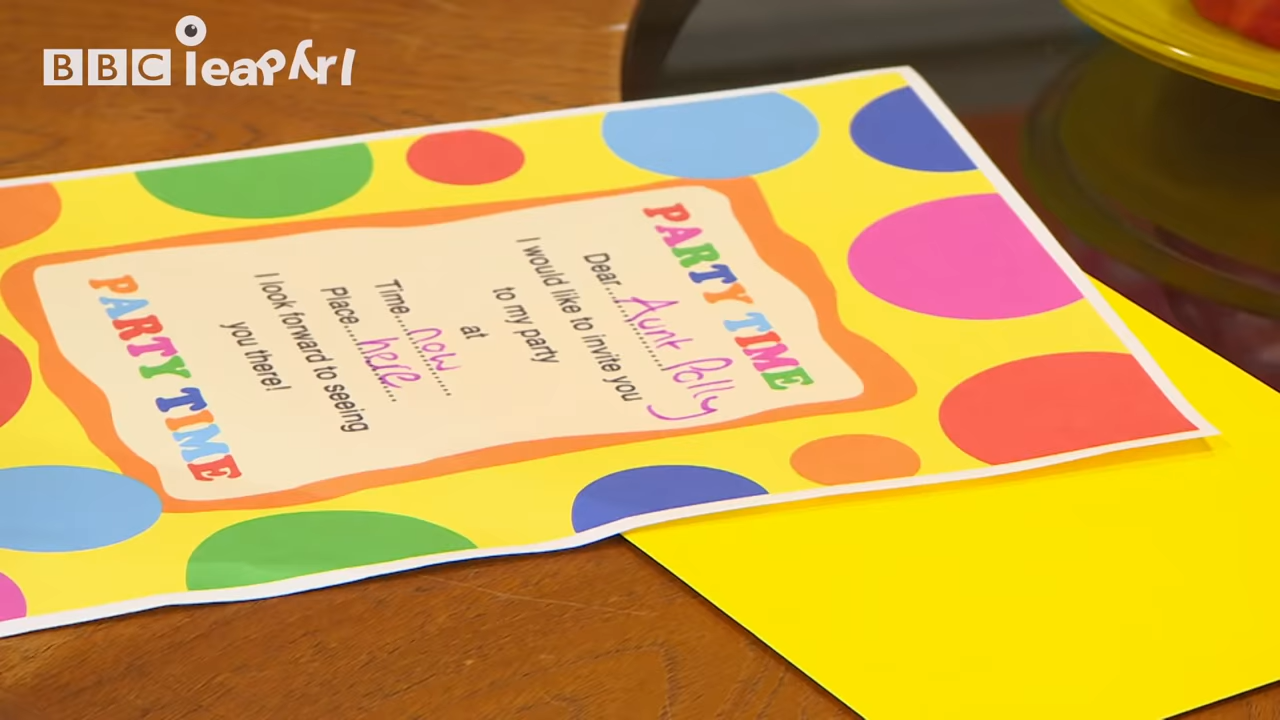 BBC iearlyyrl
PARTY TIME
Dear....Aunt Polly
I would like to invite you
to my party
at
Time....now....
Place....here....
I look forward to seeing
you there!
PARTY TIME